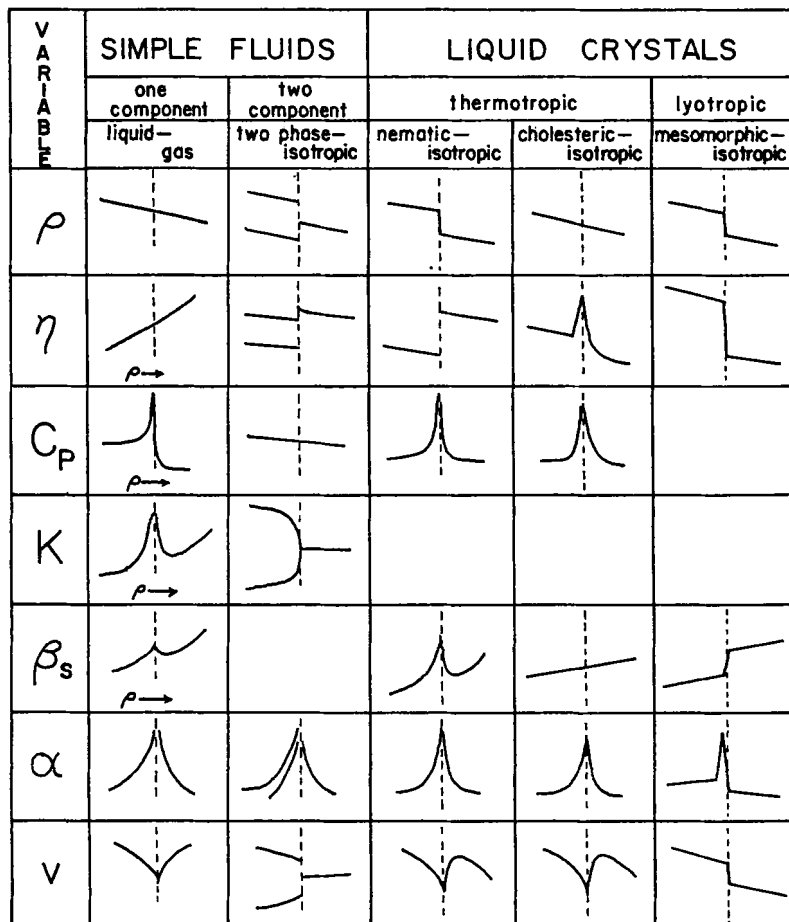 VARIABLE
SIMPLE FLUIDS
LIQUID CRYSTALS
one
component
two
component
thermotropic
lyotropic
liquid—
gas
two phase—
isotropic
nematic—
isotropic
cholesteric—
isotropic
mesomorphic—
isotropic
ρ
η
ρ →
C_P
ρ →
K
ρ →
β_s
ρ →
α
v